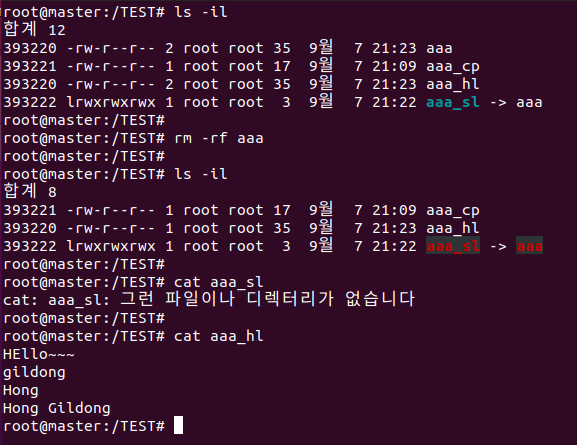 root@master:/TEST# ls -il
합계 12
393220 -rw-r--r-- 2 root root 35  9월  7 21:23 aaa
393221 -rw-r--r-- 1 root root 17  9월  7 21:09 aaa_cp
393220 -rw-r--r-- 2 root root 35  9월  7 21:23 aaa_hl
393222 lrwxrwxrwx 1 root root  3  9월  7 21:22 aaa_sl -> aaa
root@master:/TEST#
root@master:/TEST# rm -rf aaa
root@master:/TEST#
root@master:/TEST# ls -il
합계 8
393221 -rw-r--r-- 1 root root 17  9월  7 21:09 aaa_cp
393220 -rw-r--r-- 1 root root 35  9월  7 21:23 aaa_hl
393222 lrwxrwxrwx 1 root root  3  9월  7 21:22 aaa_sl -> aaa
root@master:/TEST#
root@master:/TEST# cat aaa_sl
cat: aaa_sl: 그런 파일이나 디렉터리가 없습니다
root@master:/TEST#
root@master:/TEST# cat aaa_hl
HEllo~~~
gildong
Hong
Hong Gildong
root@master:/TEST#